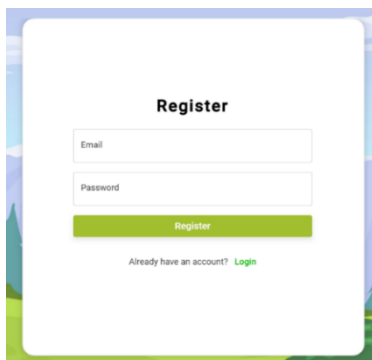 Register
Email
Password
Register
Already have an account? Login